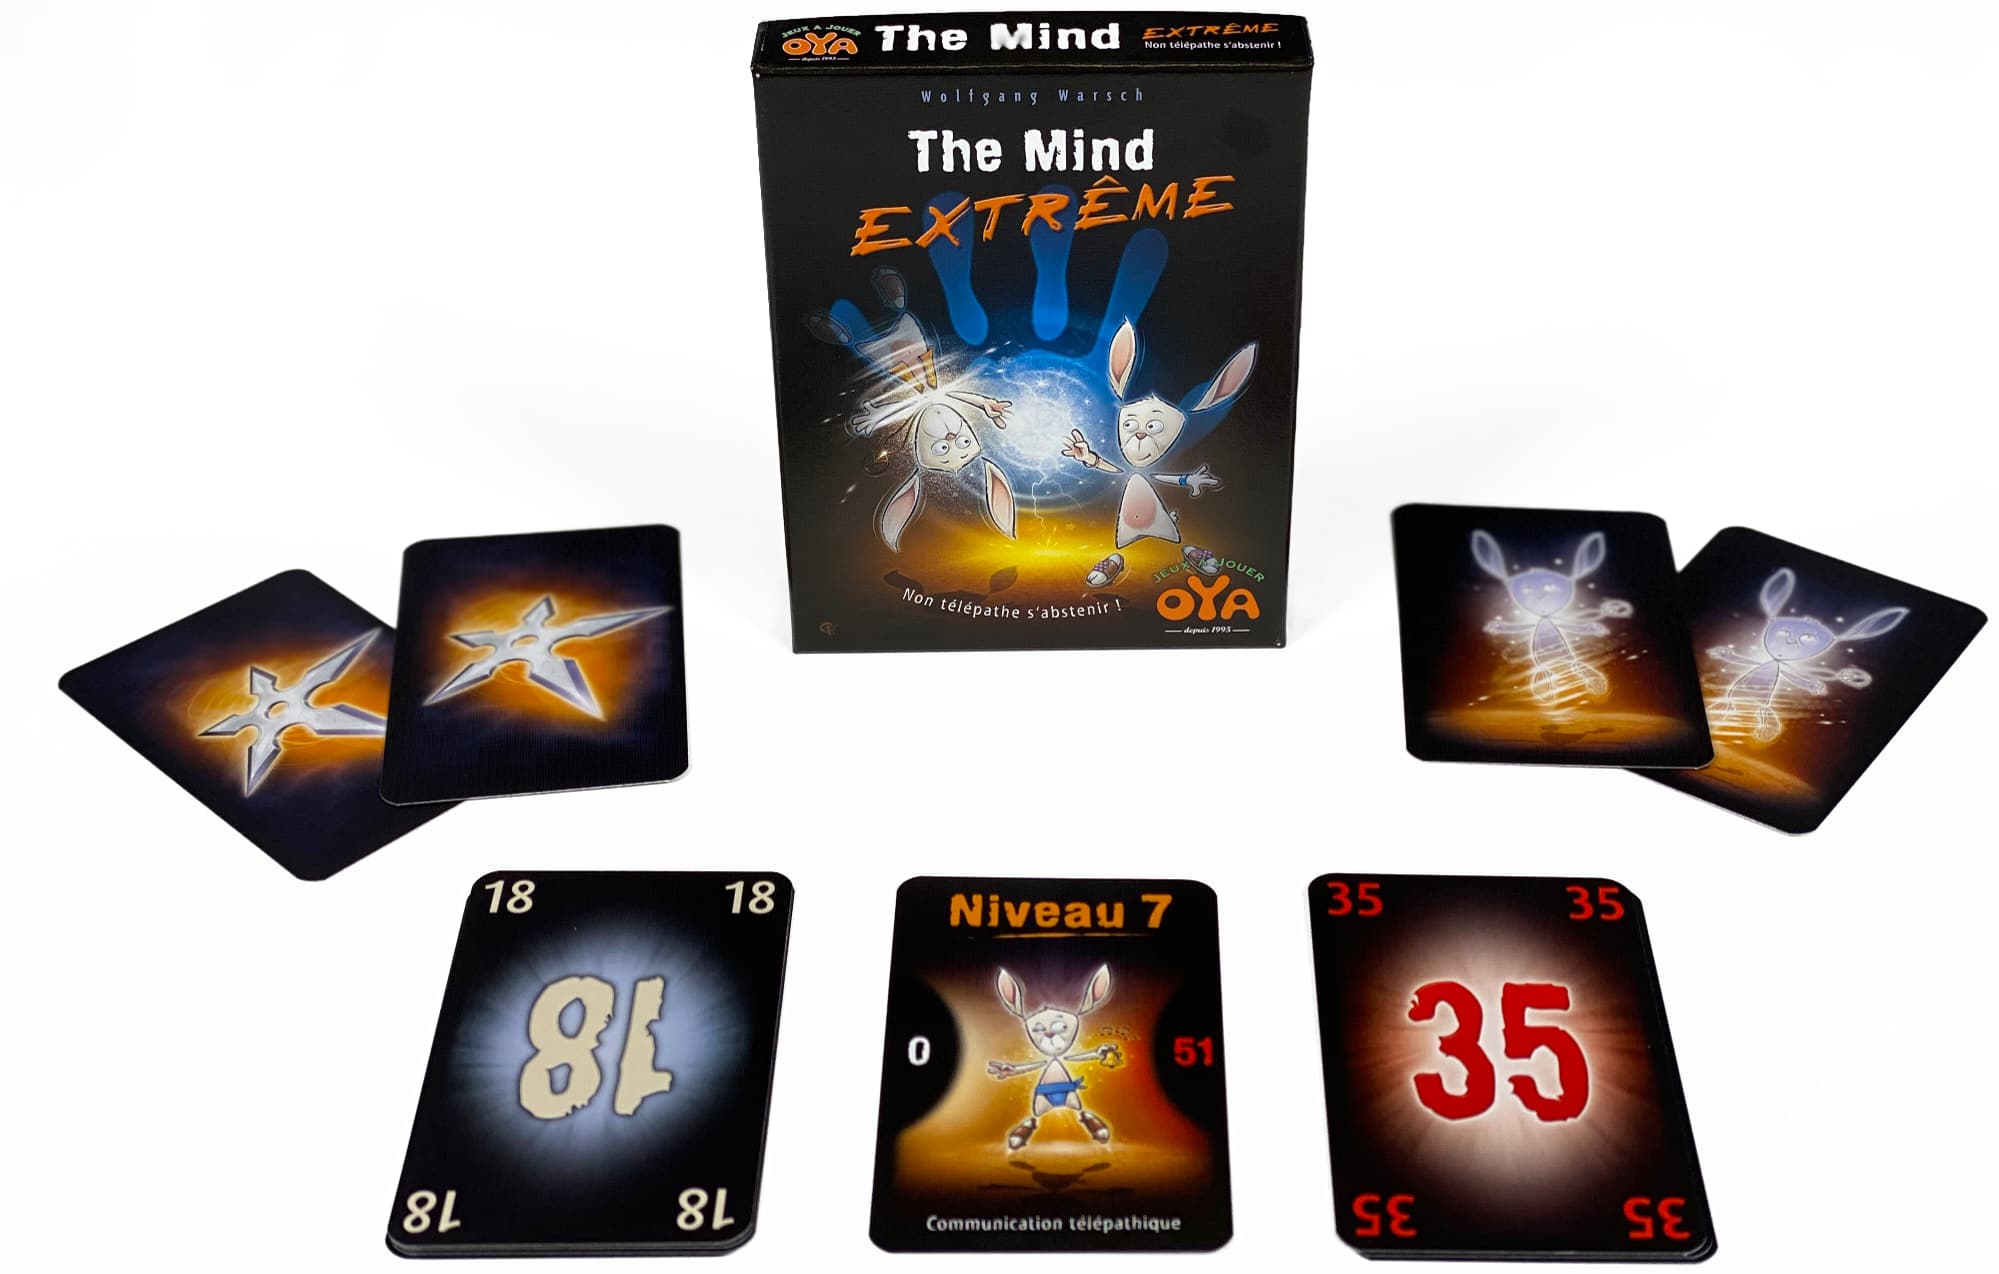 JEUX A JOUER
OYA
depuis 1995
The Mind
EXTRÊME
Non télépathe s'abstenir !
Wolfgang Warsch
The Mind
EXTRÊME
Non télépathe s'abstenir !
JEUX A JOUER
OYA
depuis 1995
18 18
18
18 18
Niveau 7
0 51
Communication télépathique
35 35
35
35 35